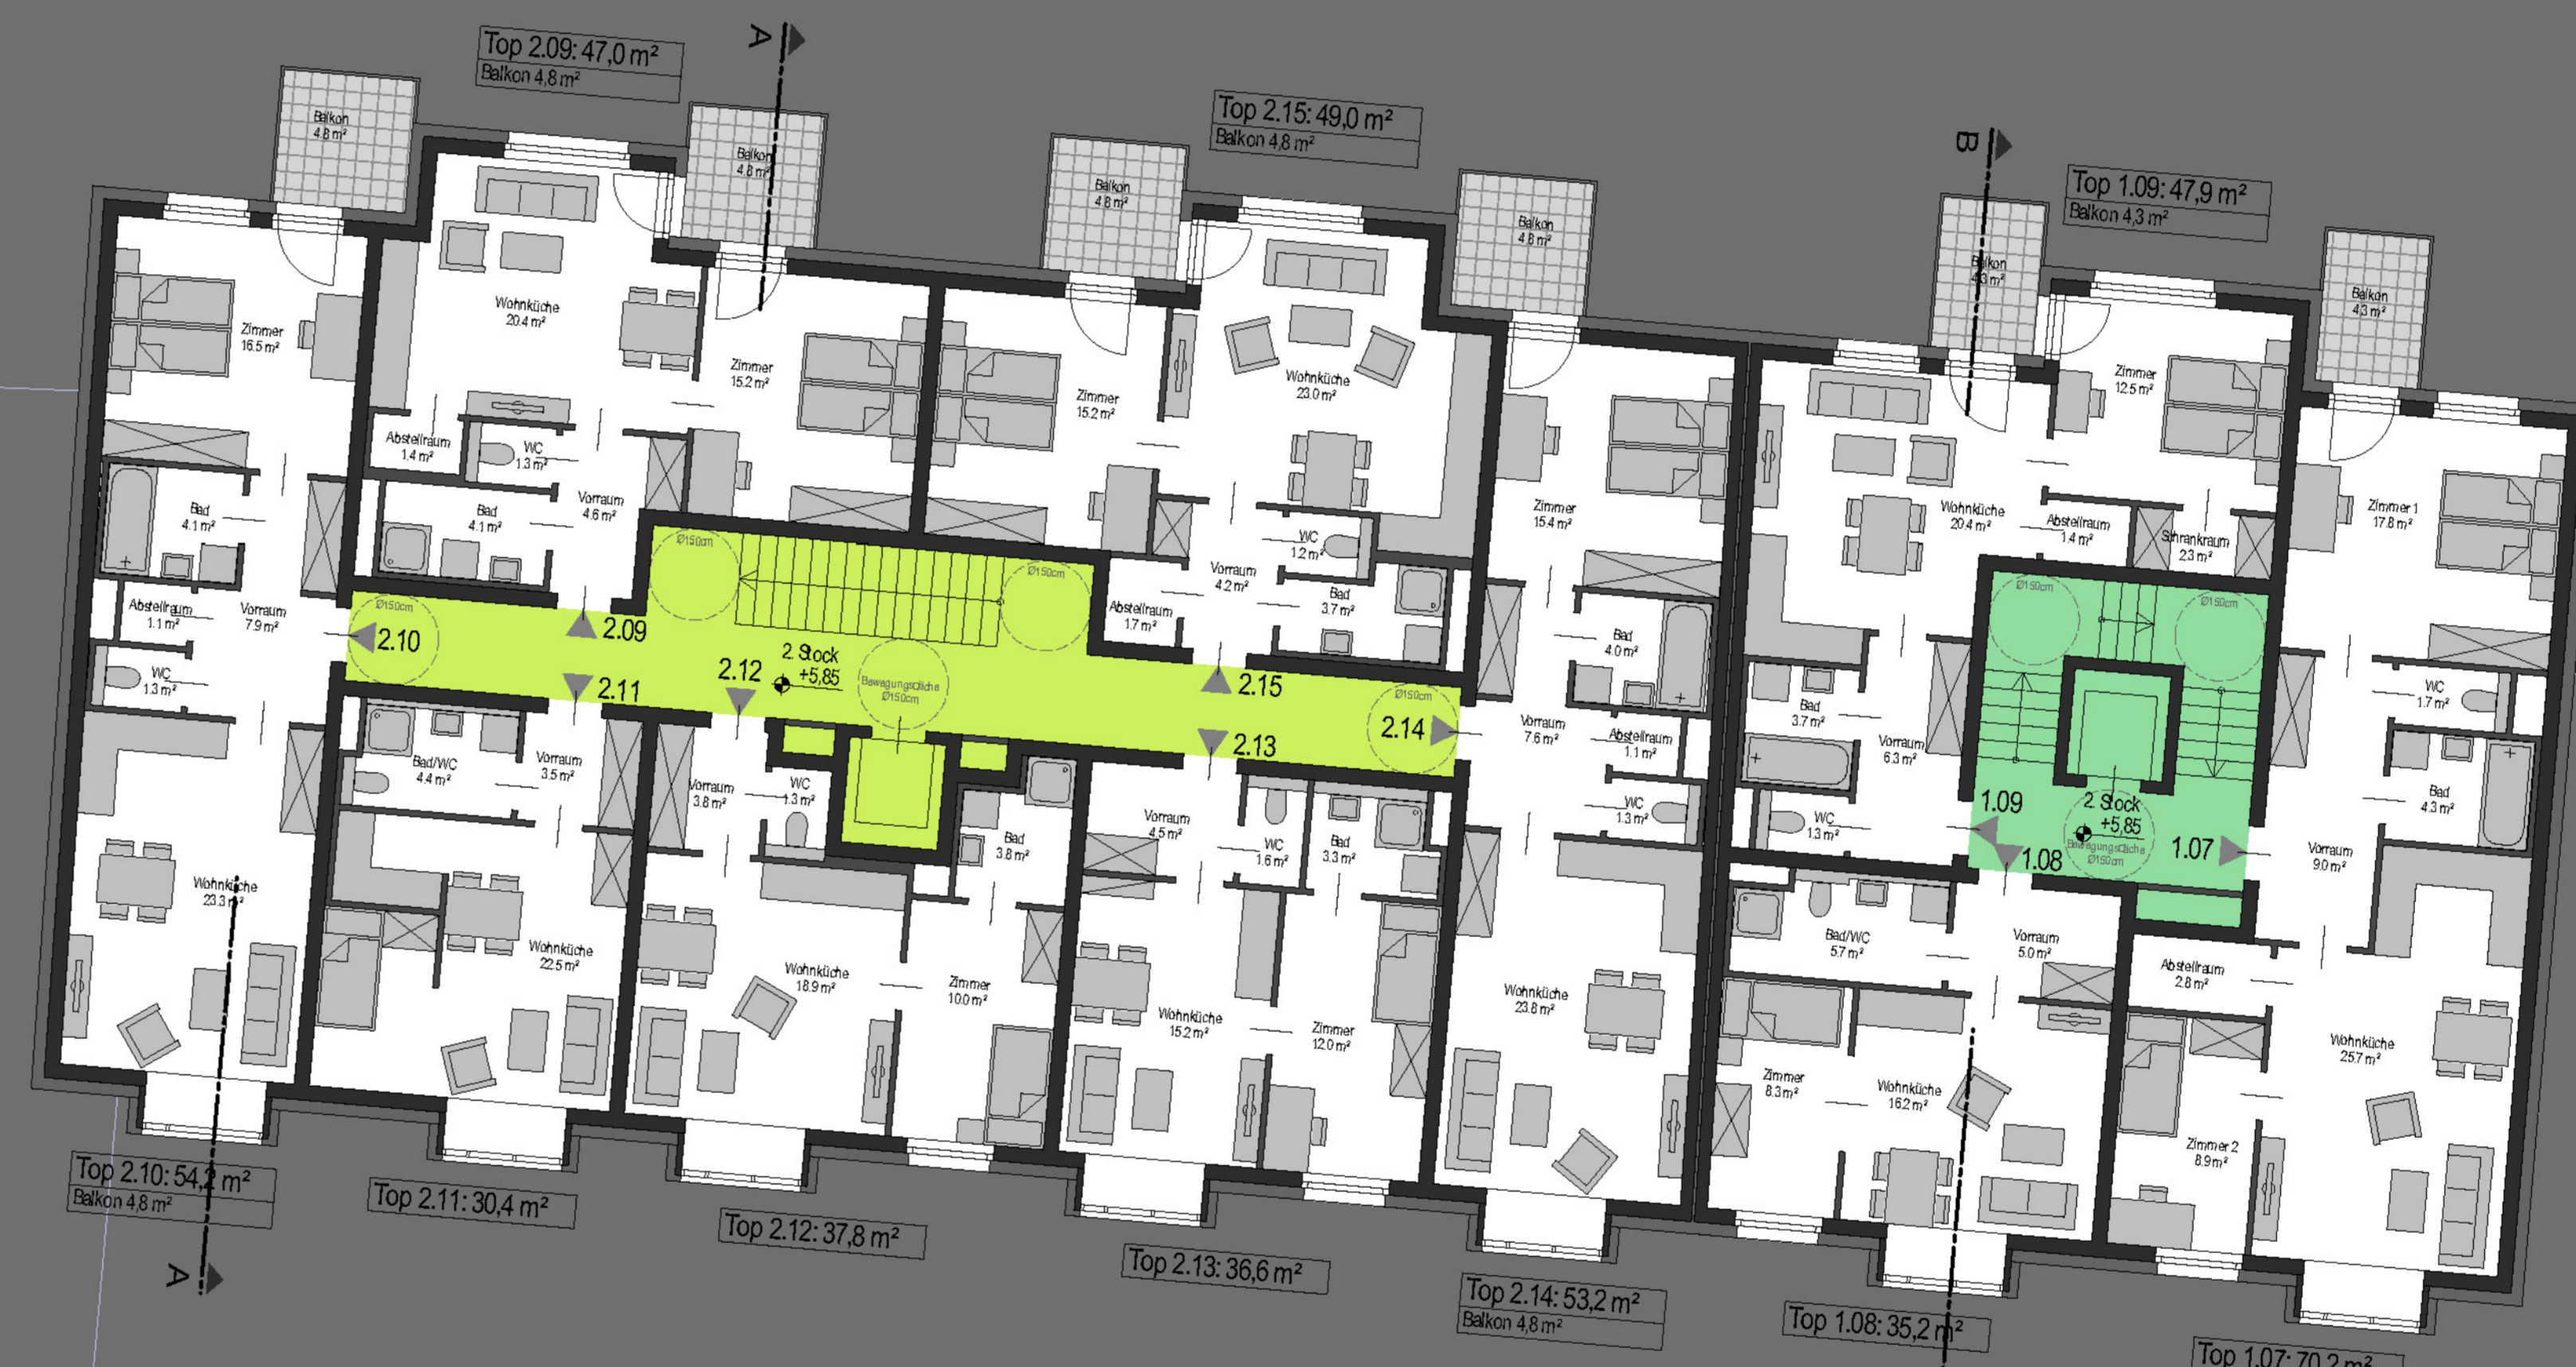 Top 2.09: 47,0 m²
Balkon 4,8 m²
A
Top 2.15: 49,0 m²
Balkon 4,8 m²
B
Top 1.09: 47,9 m²
Balkon 4,3 m²
Balkon
4.8 m²
Balkon
4.8 m²
Balkon
4.8 m²
Balkon
4.8 m²
Balkon
4.3 m²
Balkon
4.3 m²
Zimmer
16.5 m²
Bad
4.1 m²
Abstellraum
1.1 m²
Vorraum
7.9 m²
WC
1.3 m²
Wohnküche
23.3 m²
Wohnküche
20.4 m²
Abstellraum
1.4 m²
WC
1.3 m²
Bad
4.1 m²
Vorraum
4.6 m²
Zimmer
15.2 m²
Zimmer
15.2 m²
Wohnküche
23.0 m²
WC
1.2 m²
Vorraum
4.2 m²
Abstellraum
1.7 m²
Bad
3.7 m²
Zimmer
15.4 m²
Bad
4.0 m²
Vorraum
7.6 m²
Abstellraum
1.1 m²
WC
1.3 m²
Wohnküche
23.8 m²
Ø150cm
Ø150cm
Ø150cm
2.10
2.09
2.11
2.12
2. Stock
+5,85
Bewegungsfläche
Ø150cm
2.15
2.13
Ø150cm
2.14
Bad/WC
4.4 m²
Vorraum
3.5 m²
Wohnküche
22.5 m²
Vorraum
3.8 m²
WC
1.3 m²
Wohnküche
18.9 m²
Bad
3.8 m²
Zimmer
10.0 m²
Vorraum
4.5 m²
WC
1.6 m²
Bad
3.3 m²
Wohnküche
15.2 m²
Zimmer
12.0 m²
Zimmer
12.5 m²
Wohnküche
20.4 m²
Abstellraum
1.4 m²
Schrankraum
2.3 m²
Bad
3.7 m²
Vorraum
6.3 m²
WC
1.3 m²
Ø150cm
Ø150cm
1.09
1.08
2. Stock
+5,85
Bewegungsfläche
Ø150cm
1.07
Zimmer 1
17.8 m²
WC
1.7 m²
Bad
4.3 m²
Vorraum
9.0 m²
Abstellraum
2.8 m²
Wohnküche
25.7 m²
Zimmer 2
8.9 m²
Bad/WC
5.7 m²
Vorraum
5.0 m²
Zimmer
8.3 m²
Wohnküche
16.2 m²
Top 2.10: 54,2 m²
Balkon 4,8 m²
A
Top 2.11: 30,4 m²
Top 2.12: 37,8 m²
Top 2.13: 36,6 m²
Top 2.14: 53,2 m²
Balkon 4,8 m²
Top 1.08: 35,2 m²
Top 1.07: 70,2 m²